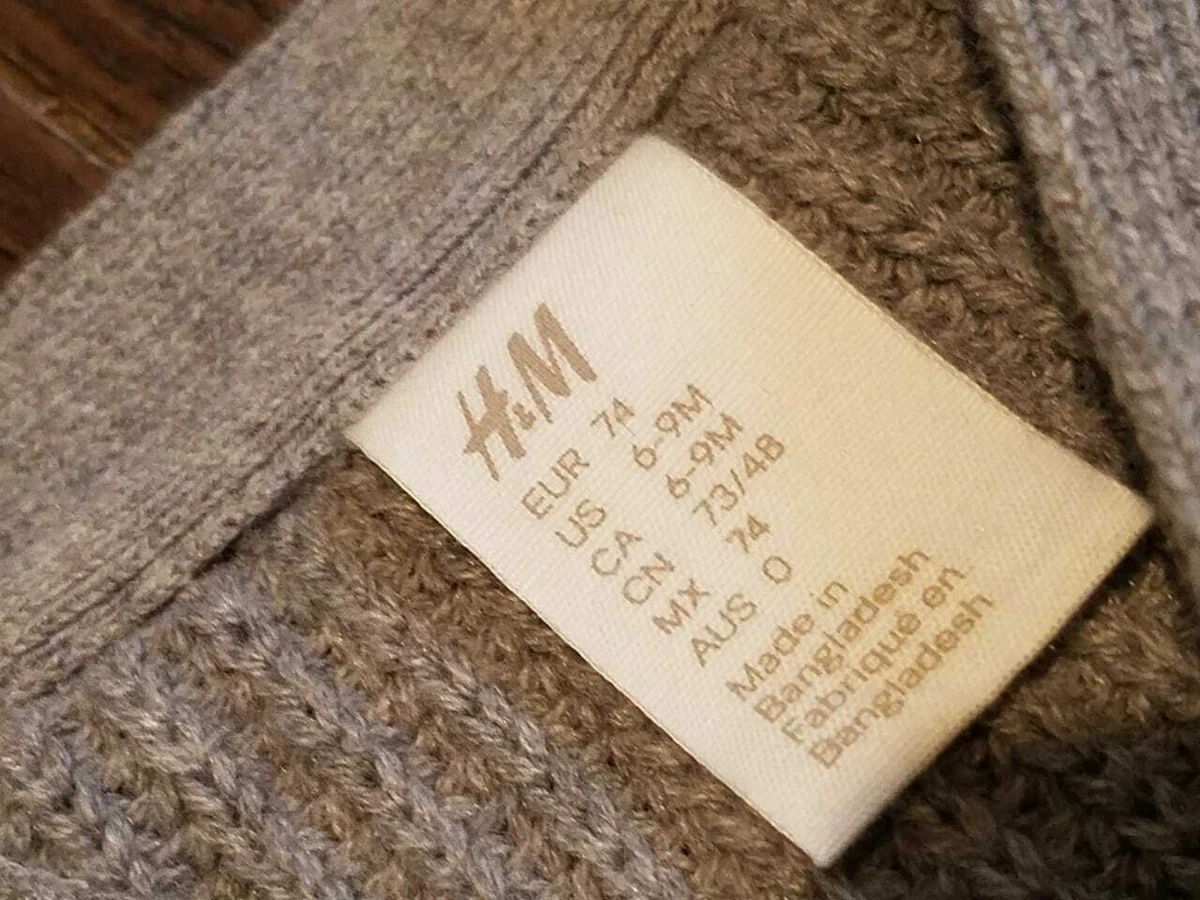 H&M
EUR 74
US 6-9M
CA 6-9M
CN 73/48
MX 74
AUS 0
Made in
Bangladesh
Fabriqué en
Bangladesh